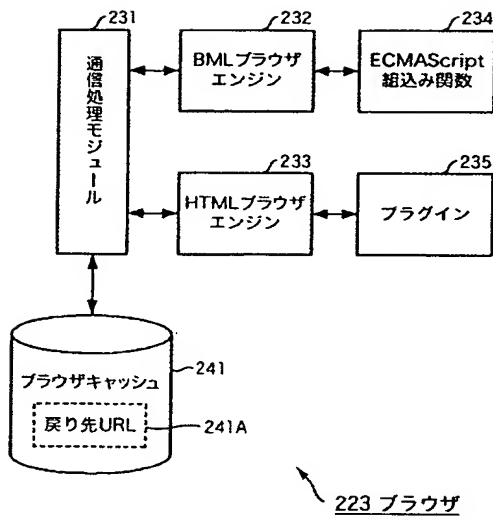 231
通信処理モジュール
232
BMLブラウザ
エンジン
234
ECMAScript
組込み関数
233
HTMLブラウザ
エンジン
235
プラグイン
ブラウザキャッシュ
241
戻り先URL
241A
223 ブラウザ